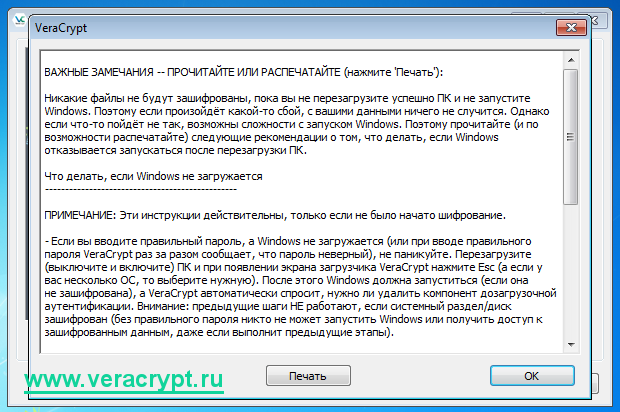 VeraCrypt
ВАЖНЫЕ ЗАМЕЧАНИЯ -- ПРОЧИТАЙТЕ ИЛИ РАСПЕЧАТАЙТЕ (нажмите 'Печать'):
Никакие файлы не будут зашифрованы, пока вы не перезагрузите успешно ПК и не запустите
Windows. Поэтому если произойдёт какой-то сбой, с вашими данными ничего не случится. Однако
если что-то пойдёт не так, возможны сложности с запуском Windows. Поэтому прочитайте (и по
возможности распечатайте) следующие рекомендации о том, что делать, если Windows
отказывается запускаться после перезагрузки ПК.
Что делать, если Windows не загружается
------------------------------------------------
ПРИМЕЧАНИЕ: Эти инструкции действительны, только если не было начато шифрование.
- Если вы вводите правильный пароль, а Windows не загружается (или при вводе правильного
пароля VeraCrypt раз за разом сообщает, что пароль неверный), не паникуйте. Перезагрузите
(выключите и включите) ПК и при появлении экрана загрузчика VeraCrypt нажмите Esc (а если у
вас несколько ОС, то выберите нужную). После этого Windows должна запуститься (если она
не зашифрована), а VeraCrypt автоматически спросит, нужно ли удалить компонент дозагрузочной
аутентификации. Внимание: предыдущие шаги НЕ работают, если системный раздел/диск
зашифрован (без правильного пароля никто не может запустить Windows или получить доступ к
зашифрованным данным, даже если выполнит предыдущие этапы).
www.veracrypt.ru
Печать
OK